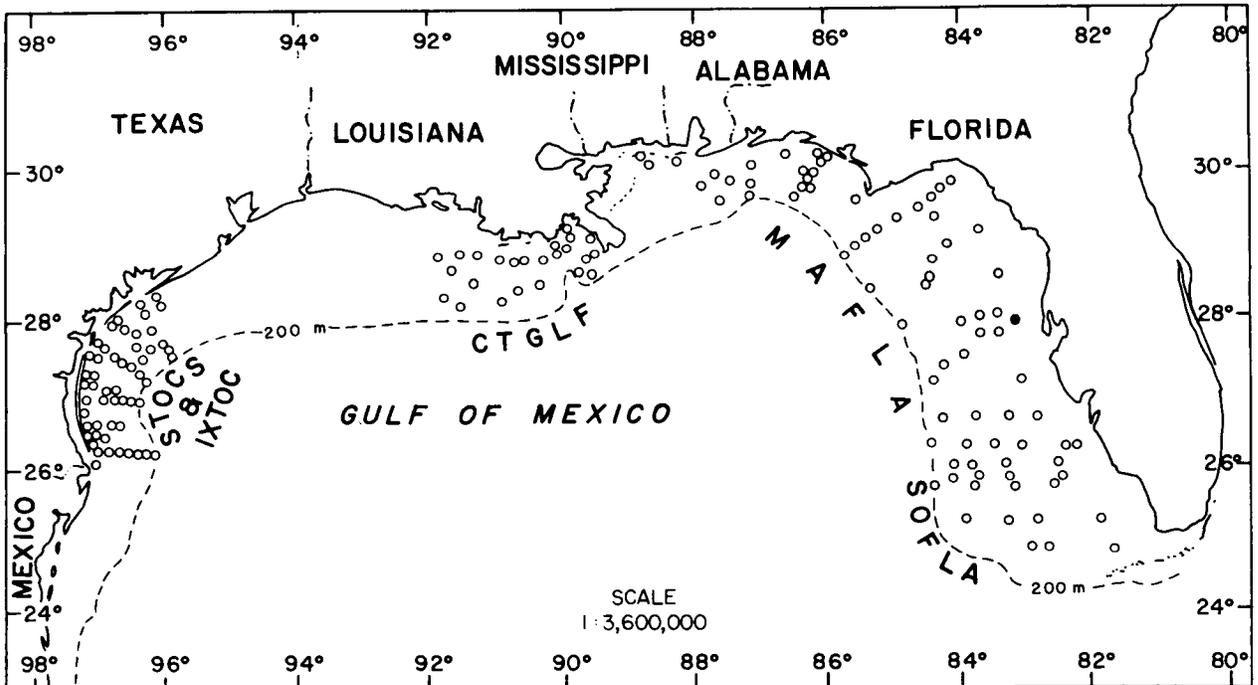 98° 96° 94° 92° 90° 88° 86° 84° 82° 80°
MISSISSIPPI ALABAMA
TEXAS LOUISIANA FLORIDA
30° 30°
MAFLA
28° 28°
200 m
CTGLF
STOCS
&
IXTOC
GULF OF MEXICO
26° 26°
MEXICO
SOFLA
SCALE
1:3,600,000
200 m
24° 24°
98° 96° 94° 92° 90° 88° 86° 84° 82° 80°